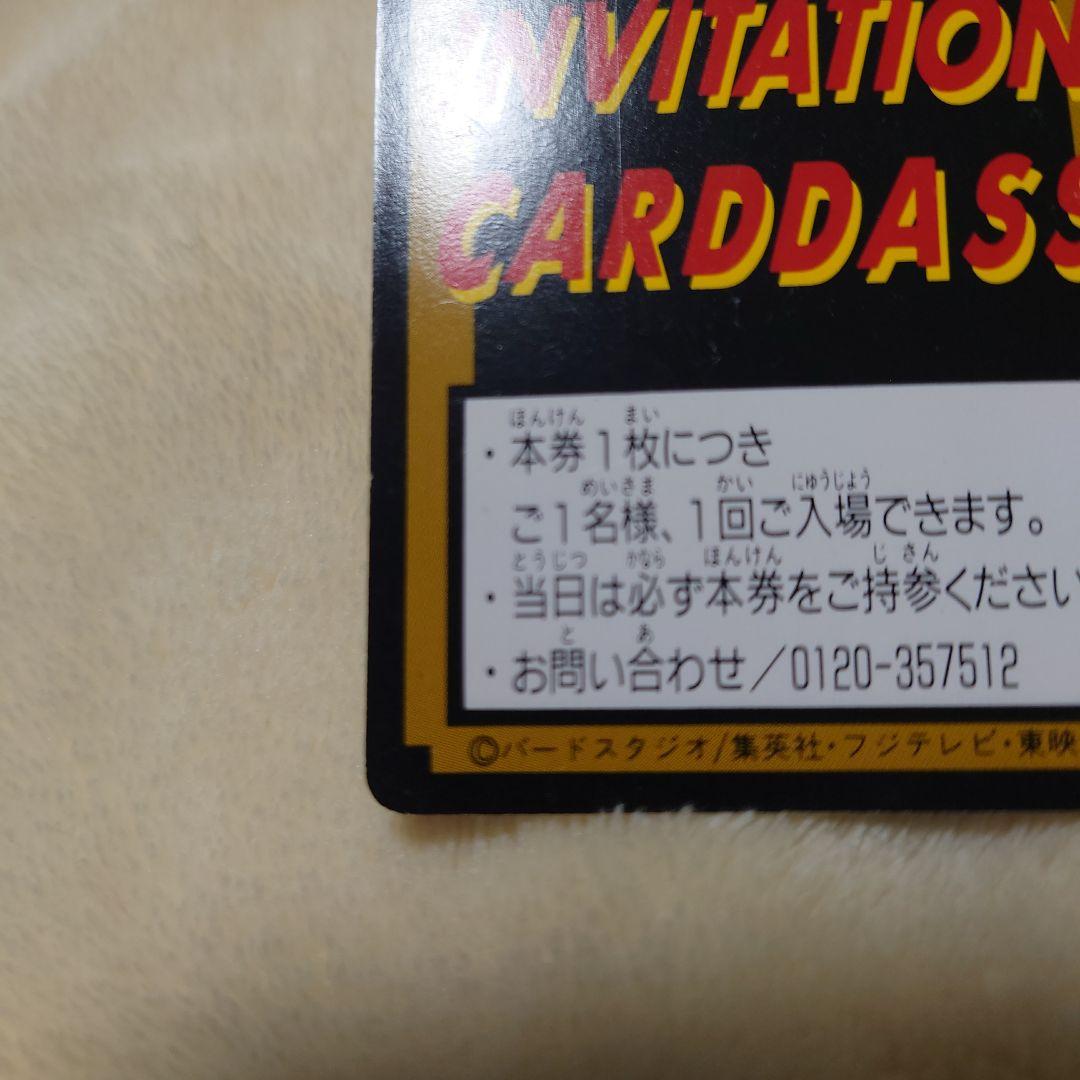 INVITATION
CARDDASS
ほんけん まい
・本券1枚につき
めいさま かい にゅうじょう
ご1名様、1回ご入場できます。
とうじつ かなら ほんけん じ さん
・当日は必ず本券をご持参ください
と あ
・お問い合わせ／0120-357512
©バードスタジオ/集英社・フジテレビ・東映